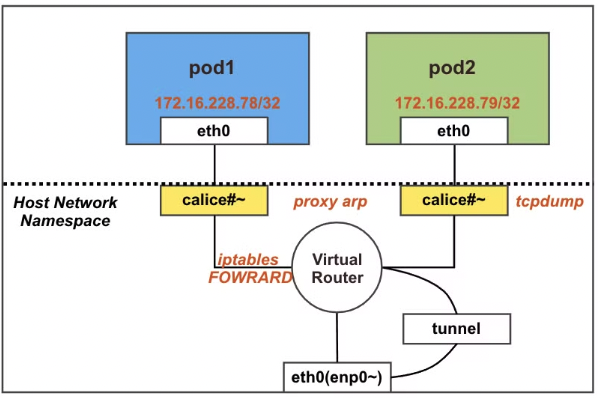 pod1
172.16.228.78/32
eth0
pod2
172.16.228.79/32
eth0
Host Network
Namespace
calice#~
proxy arp
calice#~
tcpdump
iptables
FOWRARD
Virtual
Router
tunnel
eth0(enp0~)